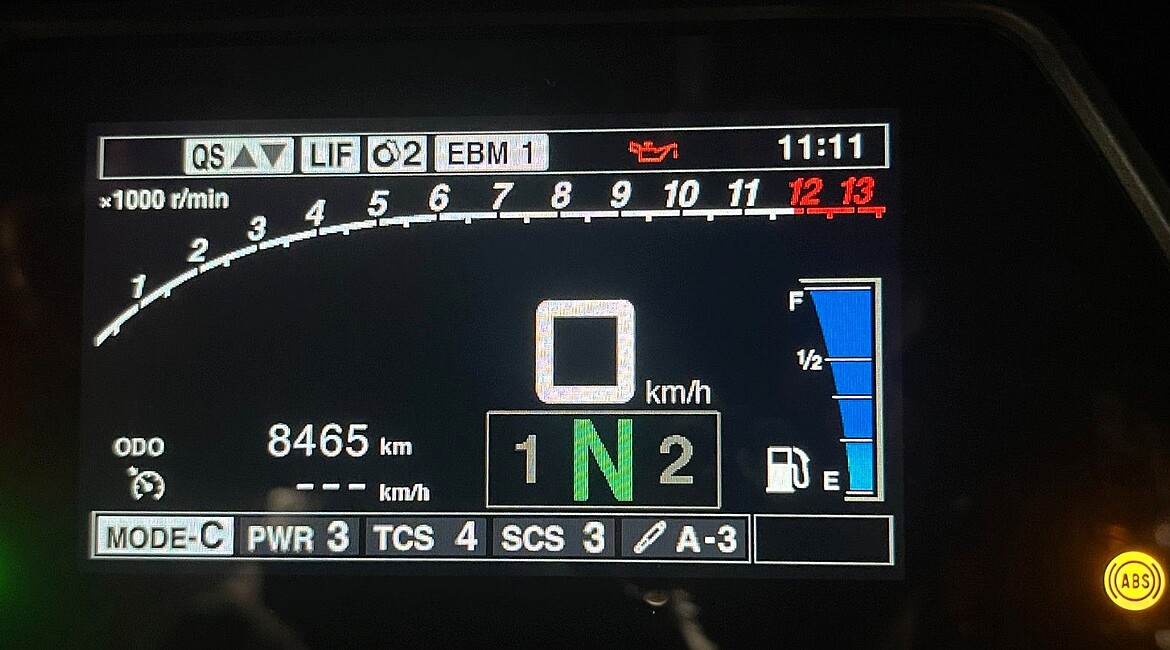 QS LIF 2 EBM 1 11:11
×1000 r/min
1 2 3 4 5 6 7 8 9 10 11 12 13
F
1/2
0 km/h
ODO 8465 km
--- km/h
1 N 2
E
MODE-C PWR 3 TCS 4 SCS 3 A-3
ABS